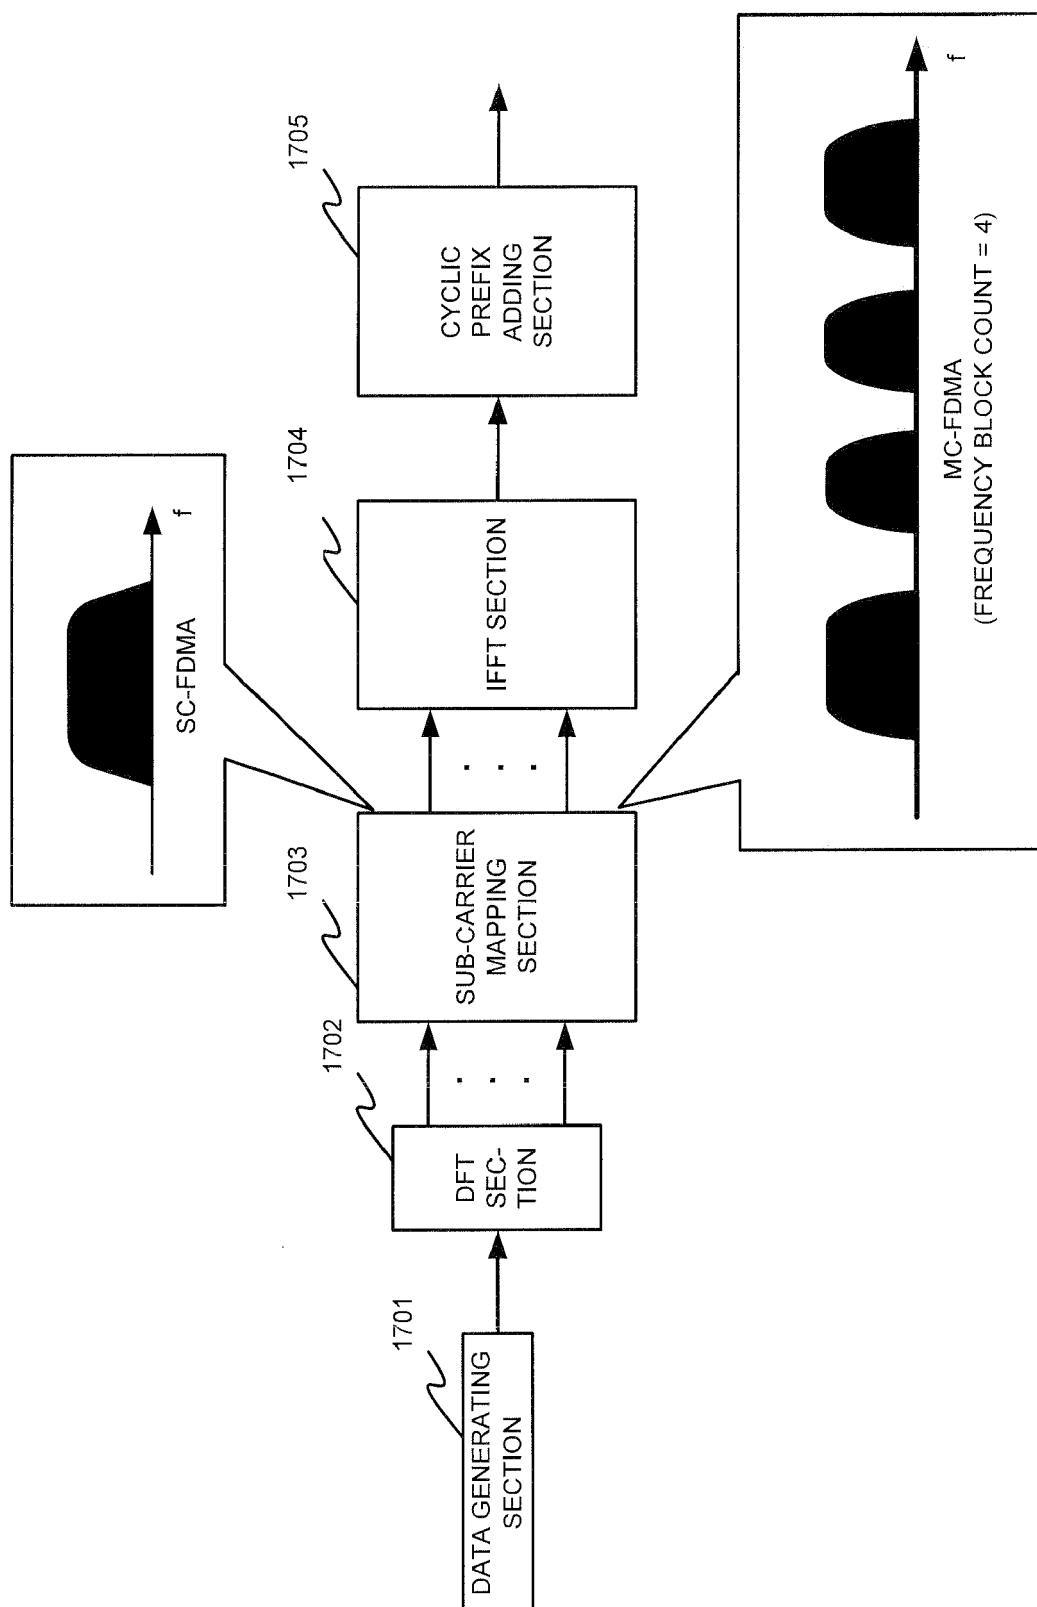 SC-FDMA
f
1701
DATA GENERATING
SECTION
1702
DFT
SEC-
TION
1703
SUB-CARRIER
MAPPING
SECTION
1704
IFFT SECTION
1705
CYCLIC
PREFIX
ADDING
SECTION
. . .
. . .
f
MC-FDMA
(FREQUENCY BLOCK COUNT = 4)